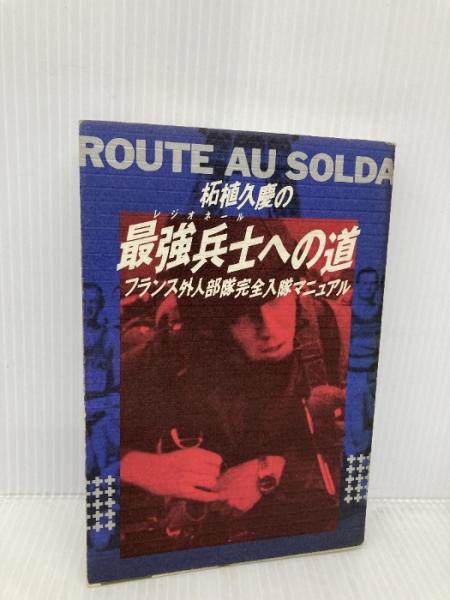 ROUTE AU SOLDA
柘植久慶の
レジオネール
最強兵士への道
フランス外人部隊完全入隊マニュアル